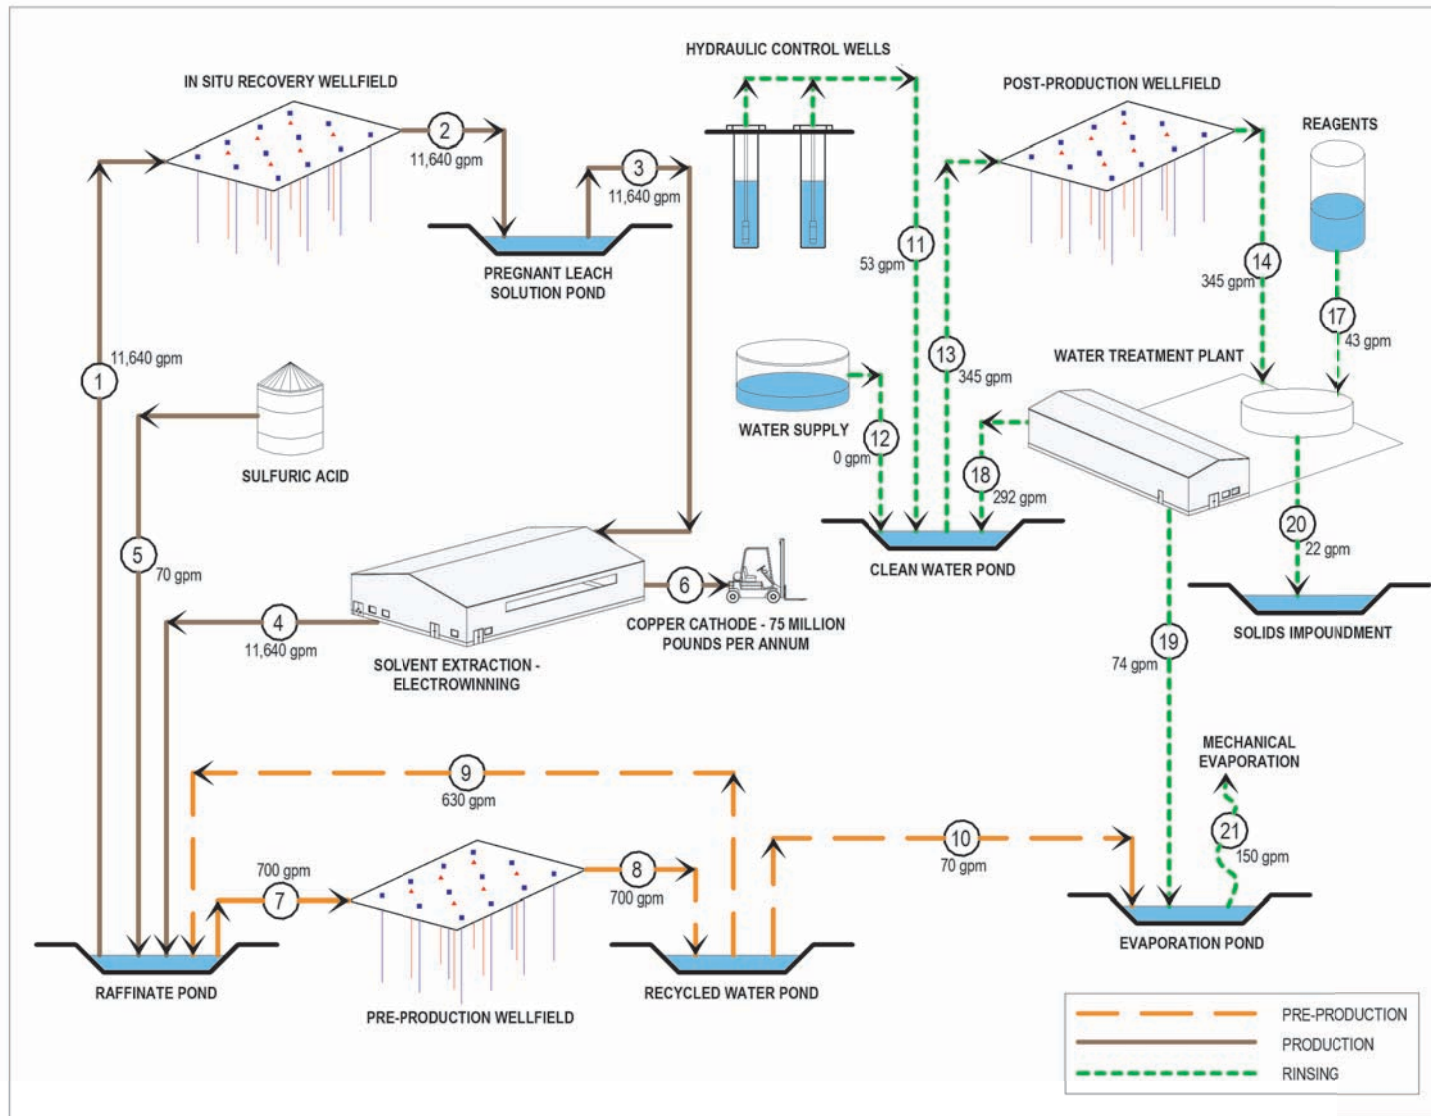 HYDRAULIC CONTROL WELLS
IN SITU RECOVERY WELLFIELD
POST-PRODUCTION WELLFIELD
REAGENTS
2
11,640 gpm
3
11,640 gpm
PREGNANT LEACH
SOLUTION POND
11
53 gpm
14
345 gpm
17
43 gpm
1
11,640 gpm
SULFURIC ACID
WATER SUPPLY
12
0 gpm
13
345 gpm
WATER TREATMENT PLANT
18
292 gpm
CLEAN WATER POND
20
22 gpm
SOLIDS IMPOUNDMENT
5
70 gpm
6
COPPER CATHODE - 75 MILLION
POUNDS PER ANNUM
4
11,640 gpm
SOLVENT EXTRACTION -
ELECTROWINNING
19
74 gpm
MECHANICAL
EVAPORATION
21
150 gpm
9
630 gpm
10
70 gpm
700 gpm
7
8
700 gpm
EVAPORATION POND
RAFFINATE POND
PRE-PRODUCTION WELLFIELD
RECYCLED WATER POND
PRE-PRODUCTION
PRODUCTION
RINSING